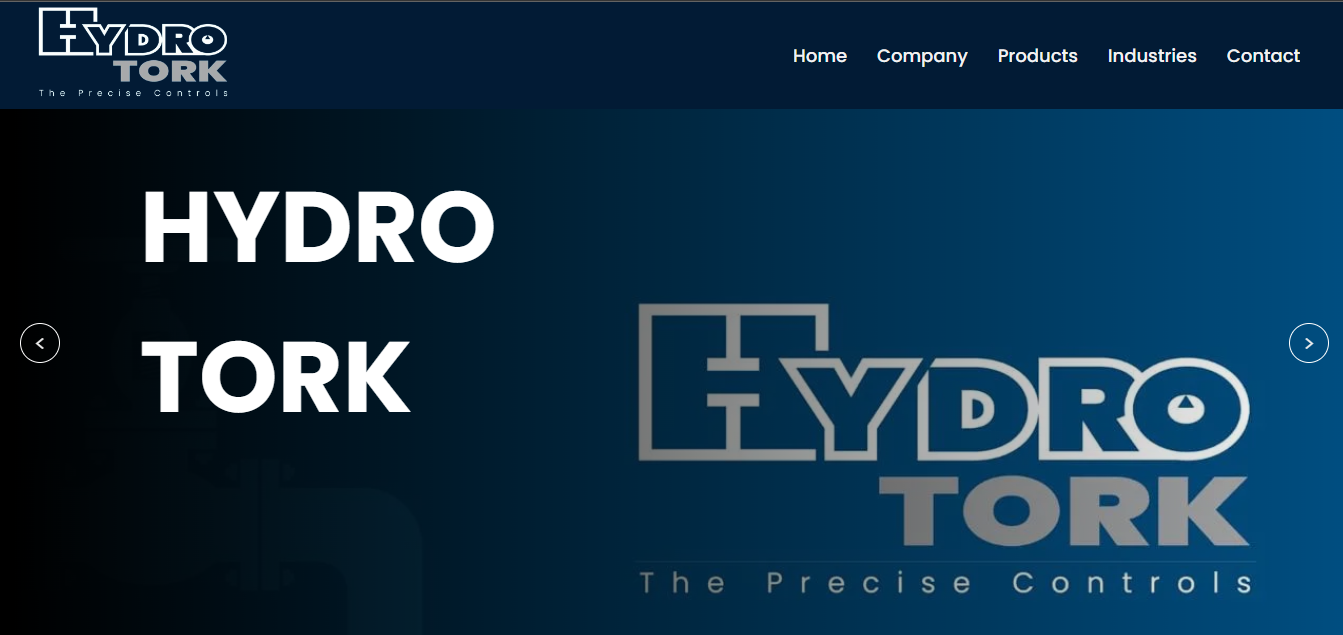 HYDRO
TORK
The Precise Controls
Home Company Products Industries Contact
HYDRO
TORK
HYDRO
TORK
The Precise Controls